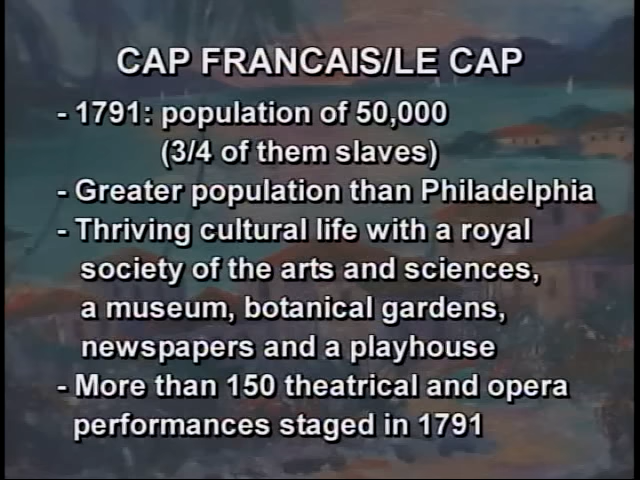 CAP FRANCAIS/LE CAP
- 1791: population of 50,000
(3/4 of them slaves)
- Greater population than Philadelphia
- Thriving cultural life with a royal
society of the arts and sciences,
a museum, botanical gardens,
newspapers and a playhouse
- More than 150 theatrical and opera
performances staged in 1791